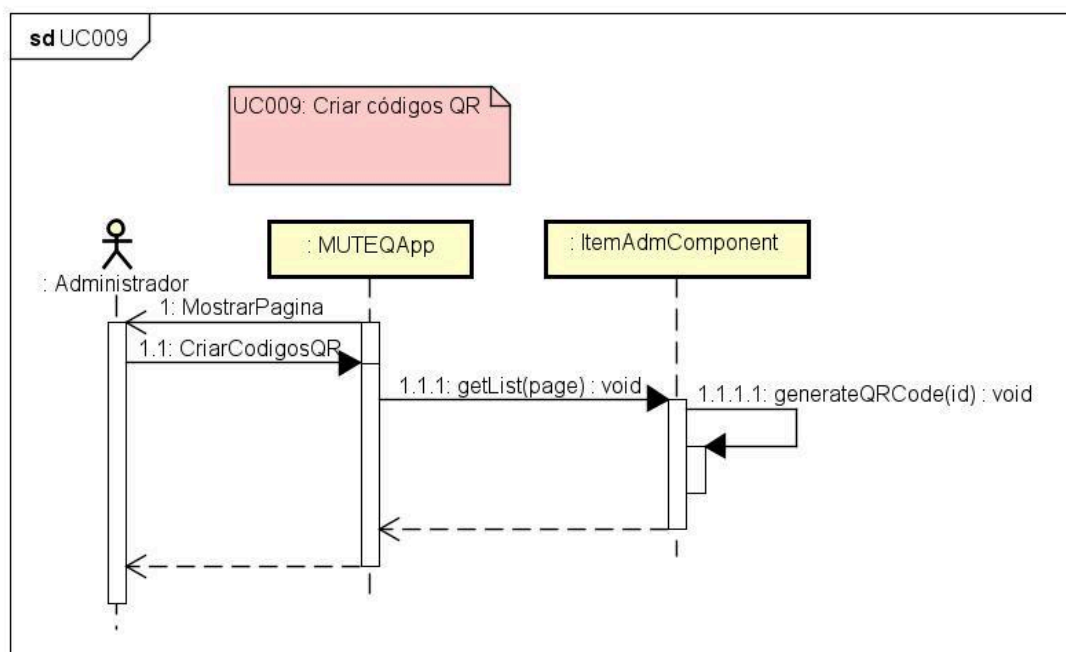 sd UC009
UC009: Criar códigos QR
: MUTEQApp
: ItemAdmComponent
: Administrador
1: MostrarPagina
1.1: CriarCodigosQR
1.1.1: getList(page) : void
1.1.1.1: generateQRCode(id) : void